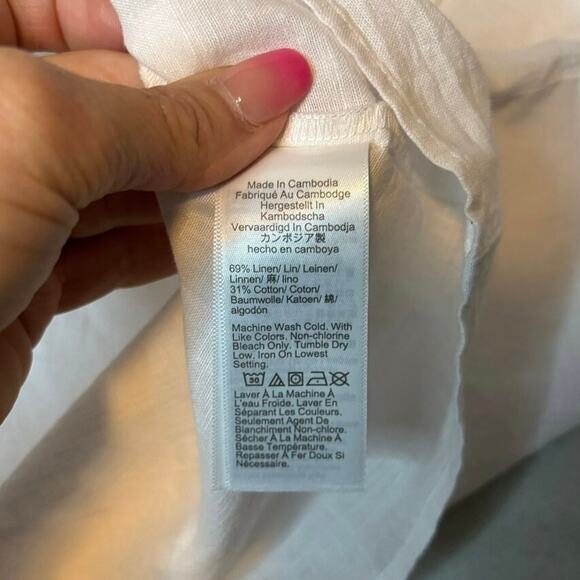 Made In Cambodia
Fabriqué Au Cambodge
Hergestellt In
Kambodscha
Vervaardigd In Cambodja
カンボジア製
hecho en camboya
69% Linen/ Lin/ Leinen/
Linnen/ 麻/ lino
31% Cotton/ Coton/
Baumwolle/ Katoen/ 綿/
algodón
Machine Wash Cold. With
Like Colors. Non-chlorine
Bleach Only. Tumble Dry
Low. Iron On Lowest
Setting.
30
Laver À La Machine À
L'eau Froide. Laver En
Séparant Les Couleurs.
Seulement Agent De
Blanchiment Non-chlore.
Sécher À La Machine À
Basse Température.
Repasser À Fer Doux Si
Nécessaire.